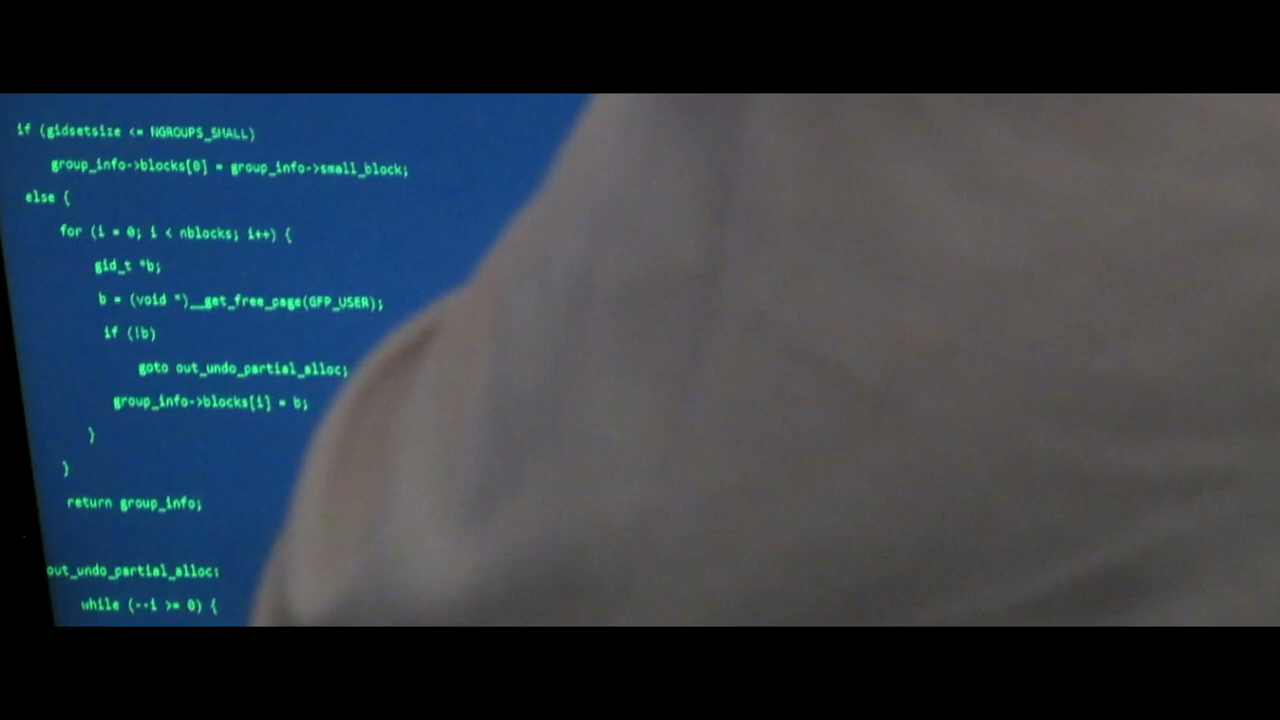 if (gidsetsize <= NGROUPS_SMALL)
group_info->blocks[0] = group_info->small_block;
else {
for (i = 0; i < nblocks; i++) {
gid_t *b;
b = (void *)__get_free_page(GFP_USER);
if (!b)
goto out_undo_partial_alloc;
group_info->blocks[i] = b;
}
}
return group_info;
out_undo_partial_alloc:
while (--i >= 0) {